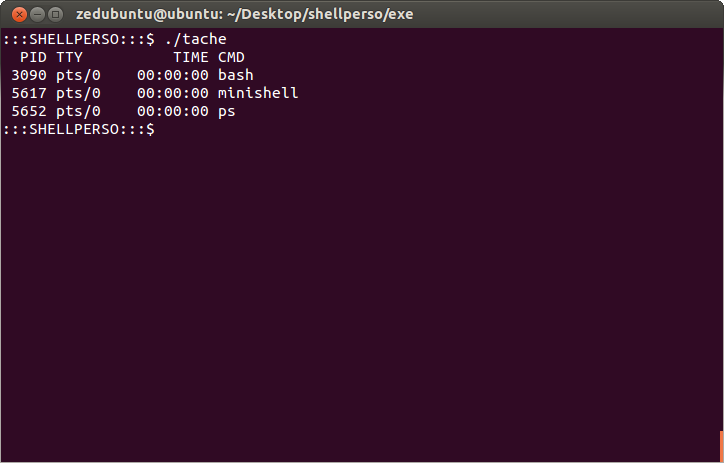 zedubuntu@ubuntu: ~/Desktop/shellperso/exe
:::SHELLPERSO:::$ ./tache
  PID TTY          TIME CMD
 3090 pts/0    00:00:00 bash
 5617 pts/0    00:00:00 minishell
 5652 pts/0    00:00:00 ps
:::SHELLPERSO:::$